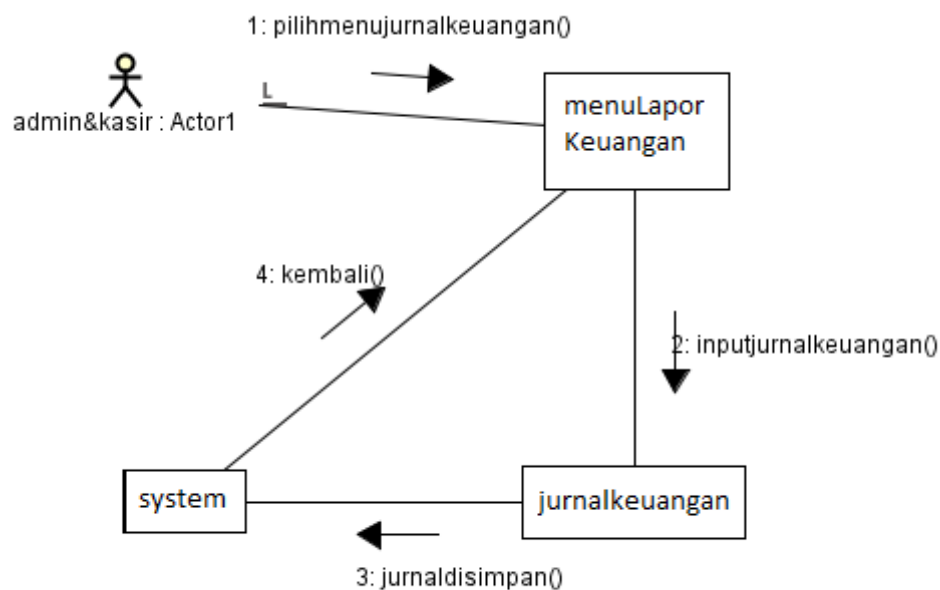 1: pilihmenujurnalkeuangan()
L
admin&kasir : Actor1
menuLapor
Keuangan
4: kembali()
2: inputjurnalkeuangan()
system
jurnalkeuangan
3: jurnaldisimpan()